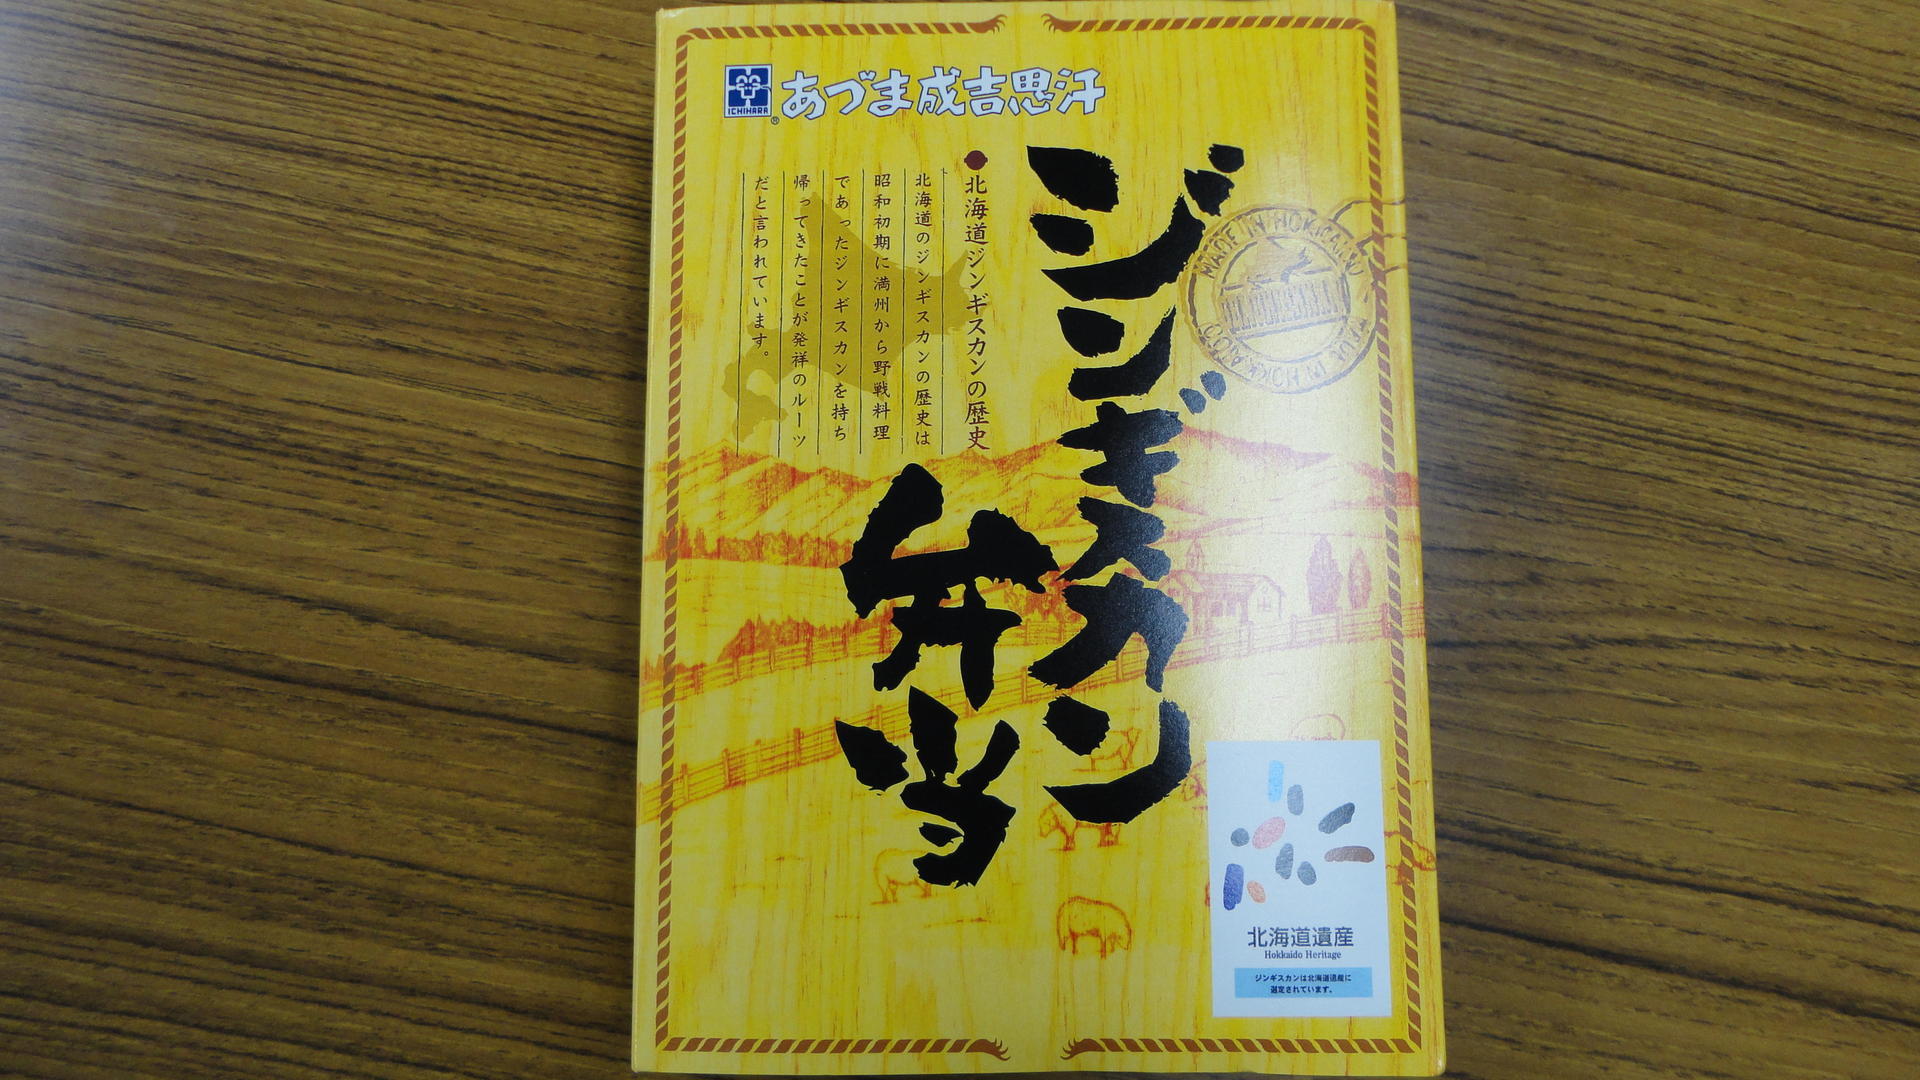 ICHIHARA
あづま成吉思汗
ジンギスカン
弁当
●北海道ジンギスカンの歴史
北海道のジンギスカンの歴史は
昭和初期に満州から野戦料理
であったジンギスカンを持ち
帰ってきたことが発祥のルーツ
だと言われています。
MADE IN HOKKAIDO
北海道遺産
Hokkaido Heritage
ジンギスカンは北海道遺産に
選定されています。